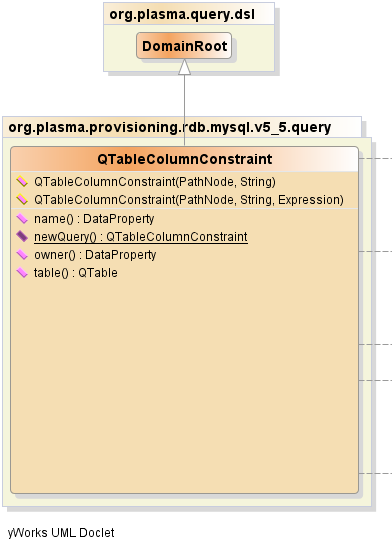 org.plasma.query.dsl
DomainRoot
org.plasma.provisioning.rdb.mysql.v5_5.query
QTableColumnConstraint
QTableColumnConstraint(PathNode, String)
QTableColumnConstraint(PathNode, String, Expression)
name() : DataProperty
newQuery() : QTableColumnConstraint
owner() : DataProperty
table() : QTable
yWorks UML Doclet